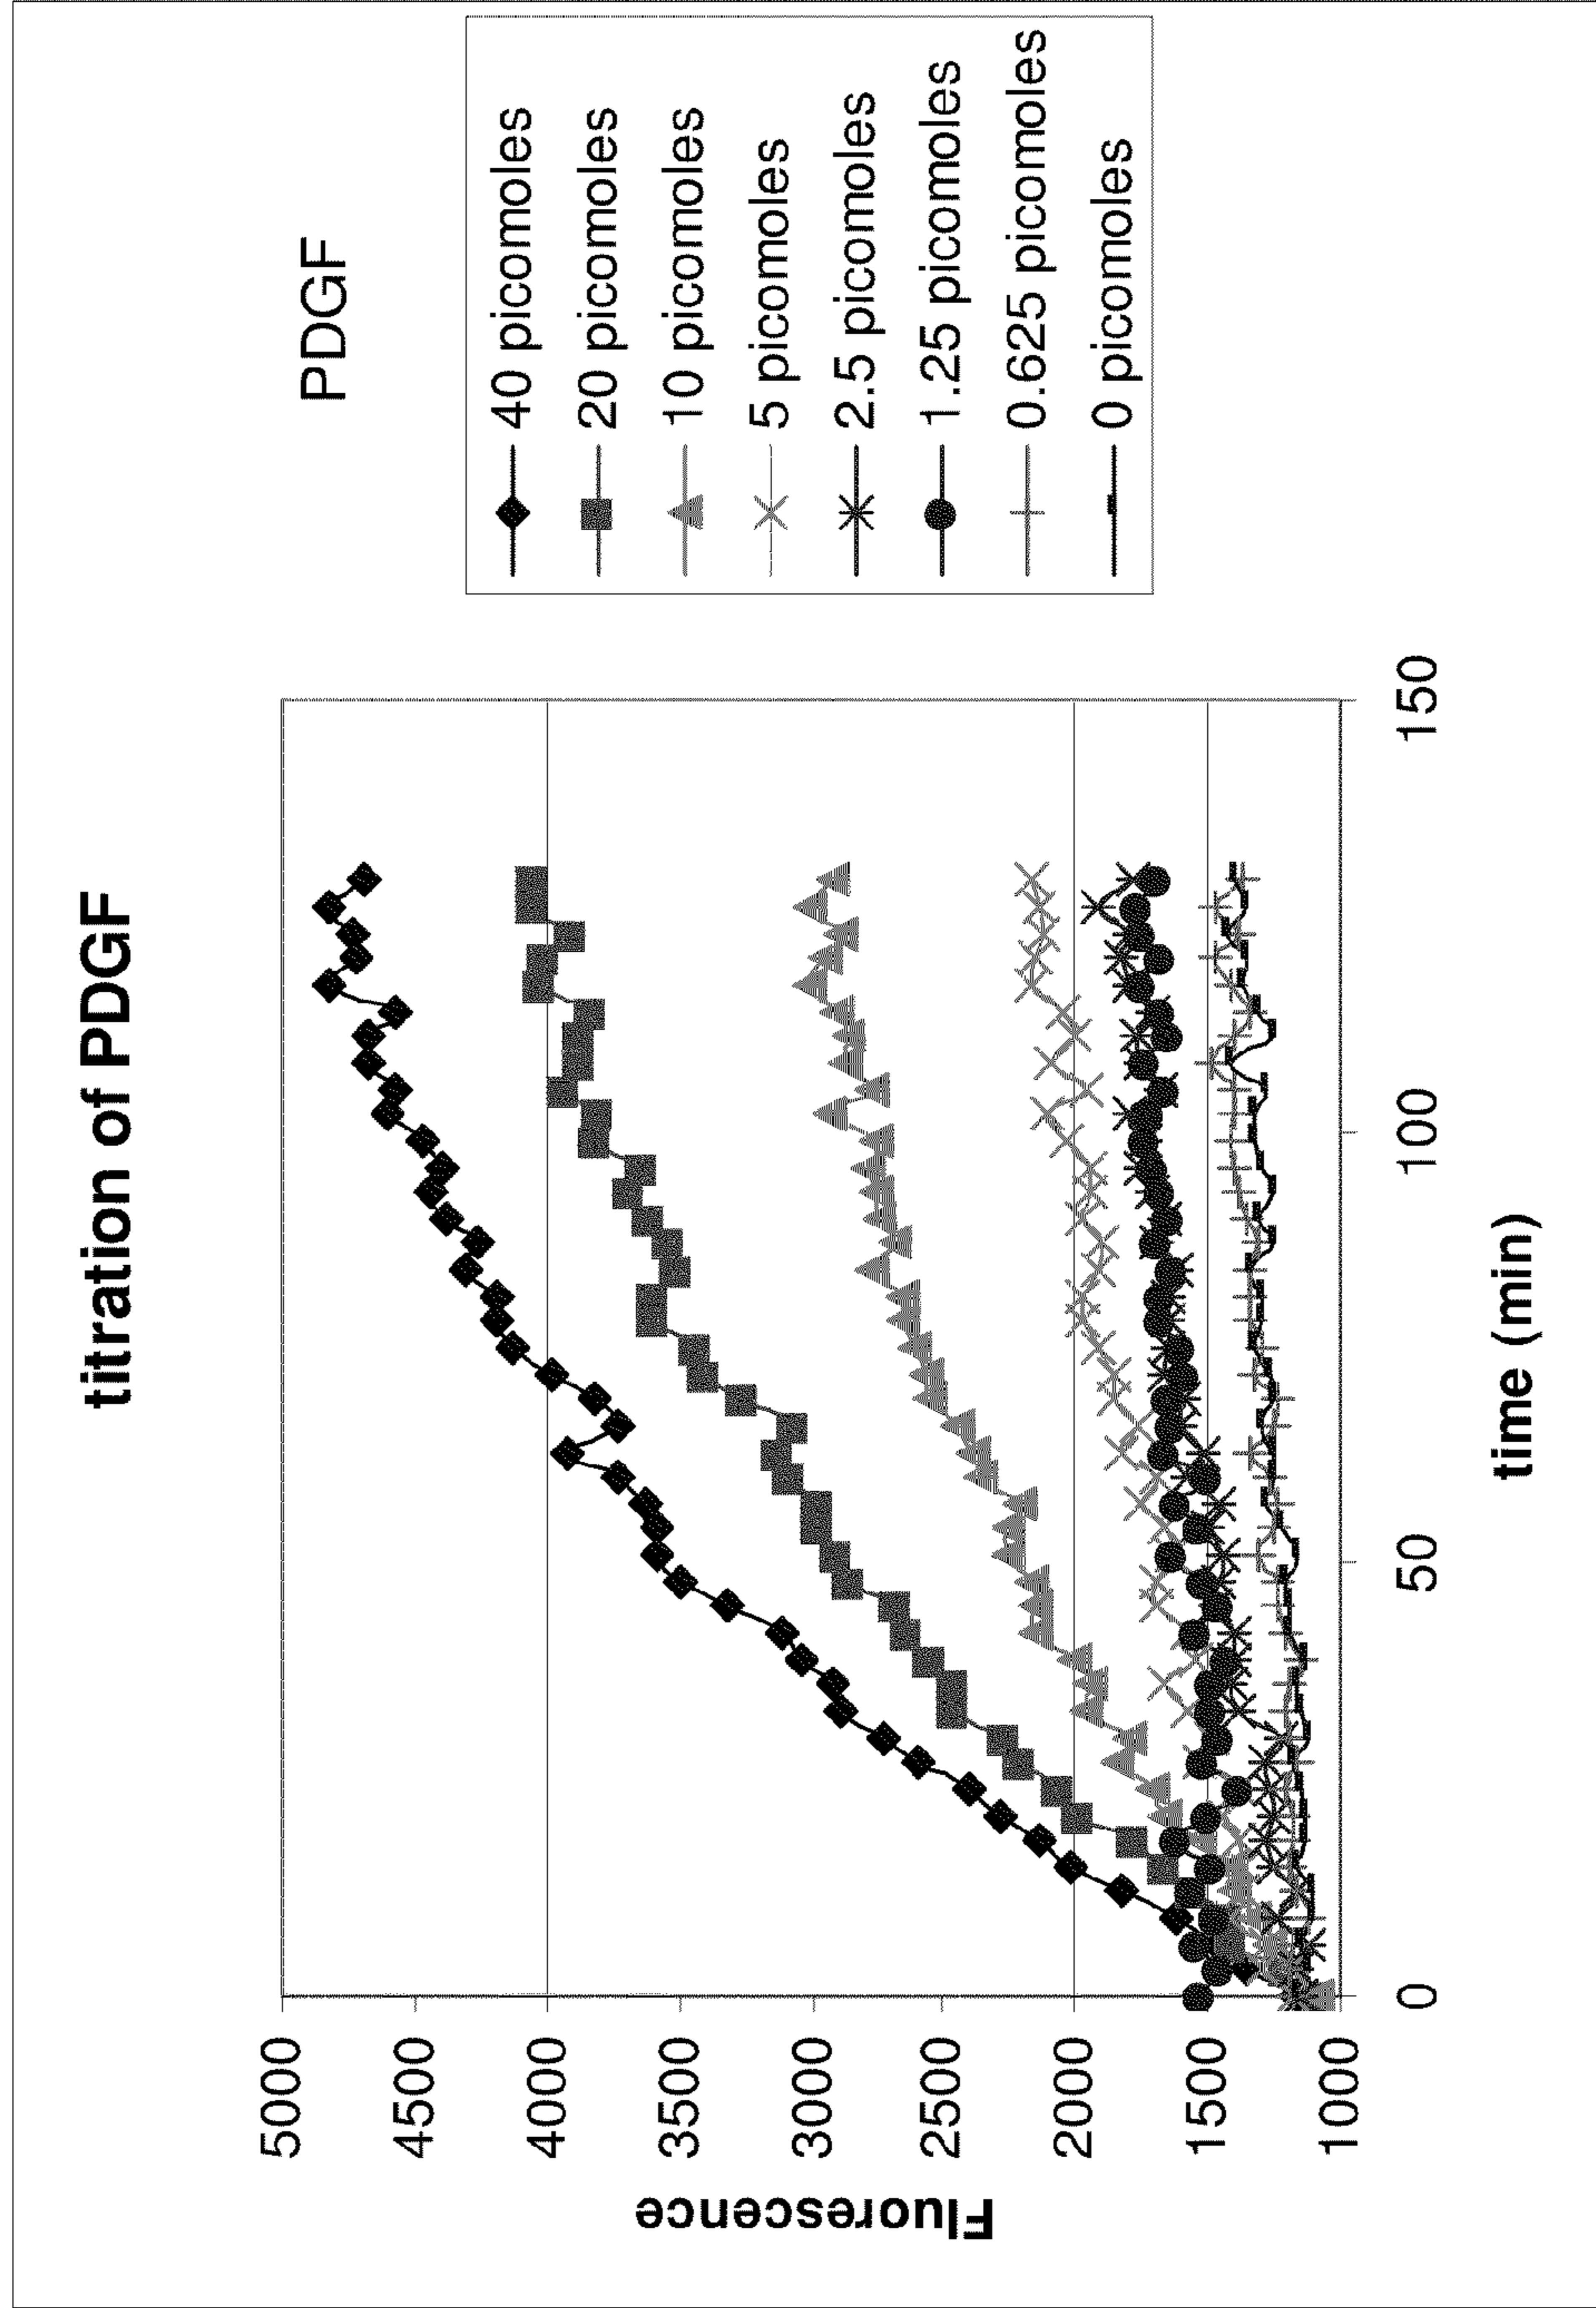 titration of PDGF
PDGF
40 picomoles
20 picomoles
10 picomoles
5 picomoles
2.5 picomoles
1.25 picomoles
0.625 picomoles
0 picomoles
Fluorescence
5000
4500
4000
3500
3000
2500
2000
1500
1000
0
50
100
150
time (min)